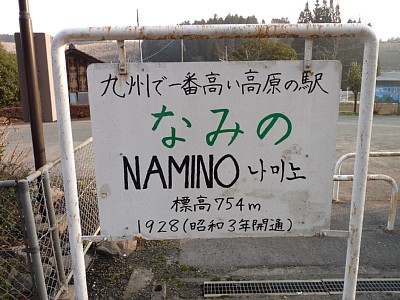 九州で一番高い高原の駅
なみの
NAMINO 나미노
標高754m
1928(昭和3年開通)